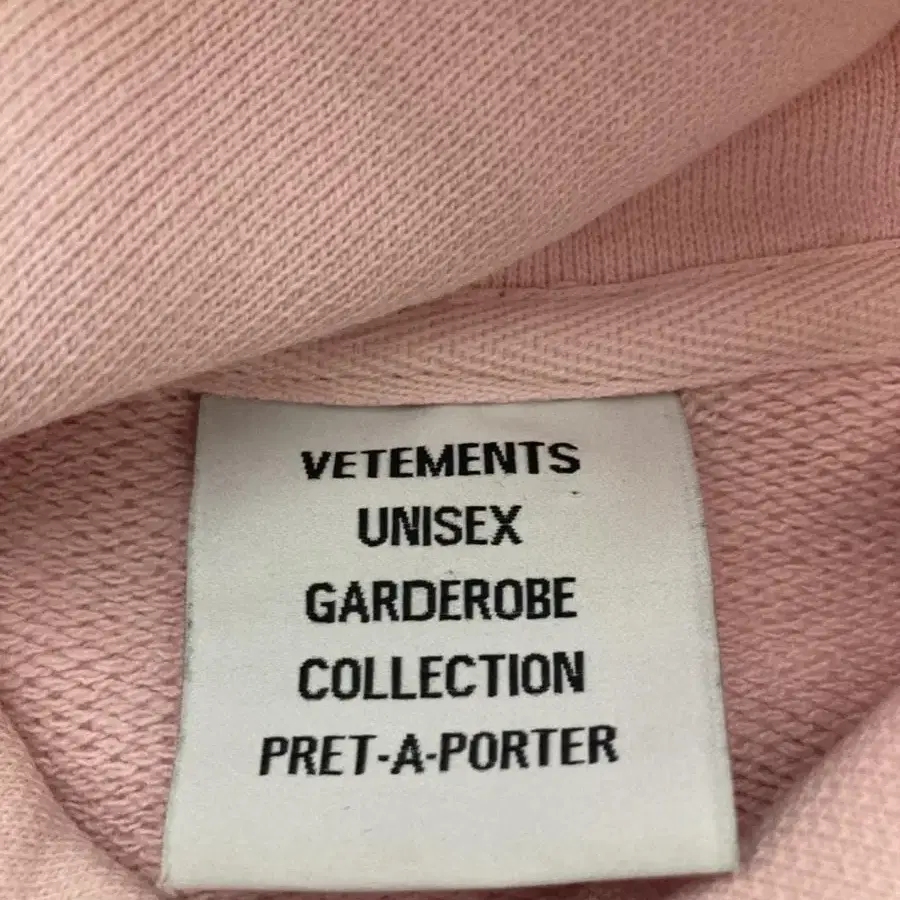 VETEMENTS
UNISEX
GARDEROBE
COLLECTION
PRET-A-PORTER